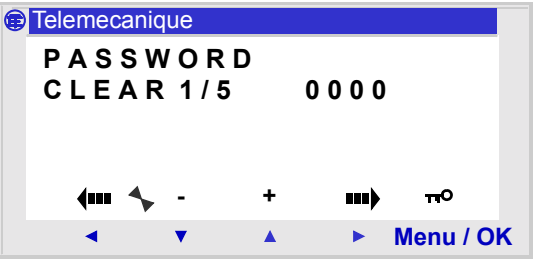 Telemecanique
PASSWORD
CLEAR 1/5 0000
- +
Menu / OK